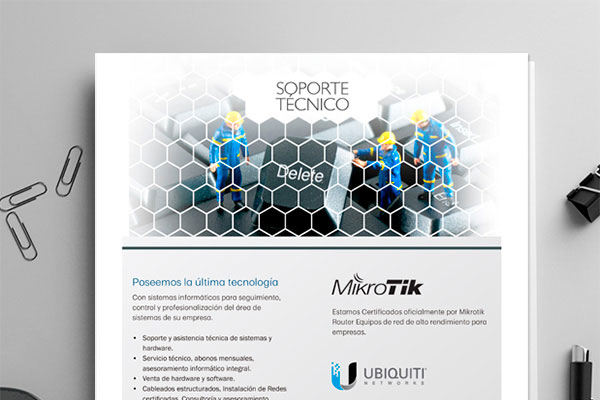 SOPORTE
TÉCNICO
Delete
Poseemos la última tecnología
Con sistemas informáticos para seguimiento,
control y profesionalización del área de
sistemas de su empresa.
• Soporte y asistencia técnica de sistemas y
hardware.
• Servicio técnico, abonos mensuales,
asesoramiento informático integral.
• Venta de hardware y software.
• Cableados estructurados, Instalación de Redes
certificadas, Consultoría y asesoramiento
MikroTik
Estamos Certificados oficialmente por Mikrotik
Router Equipos de red de alto rendimiento para
empresas.
UBIQUITI
NETWORKS